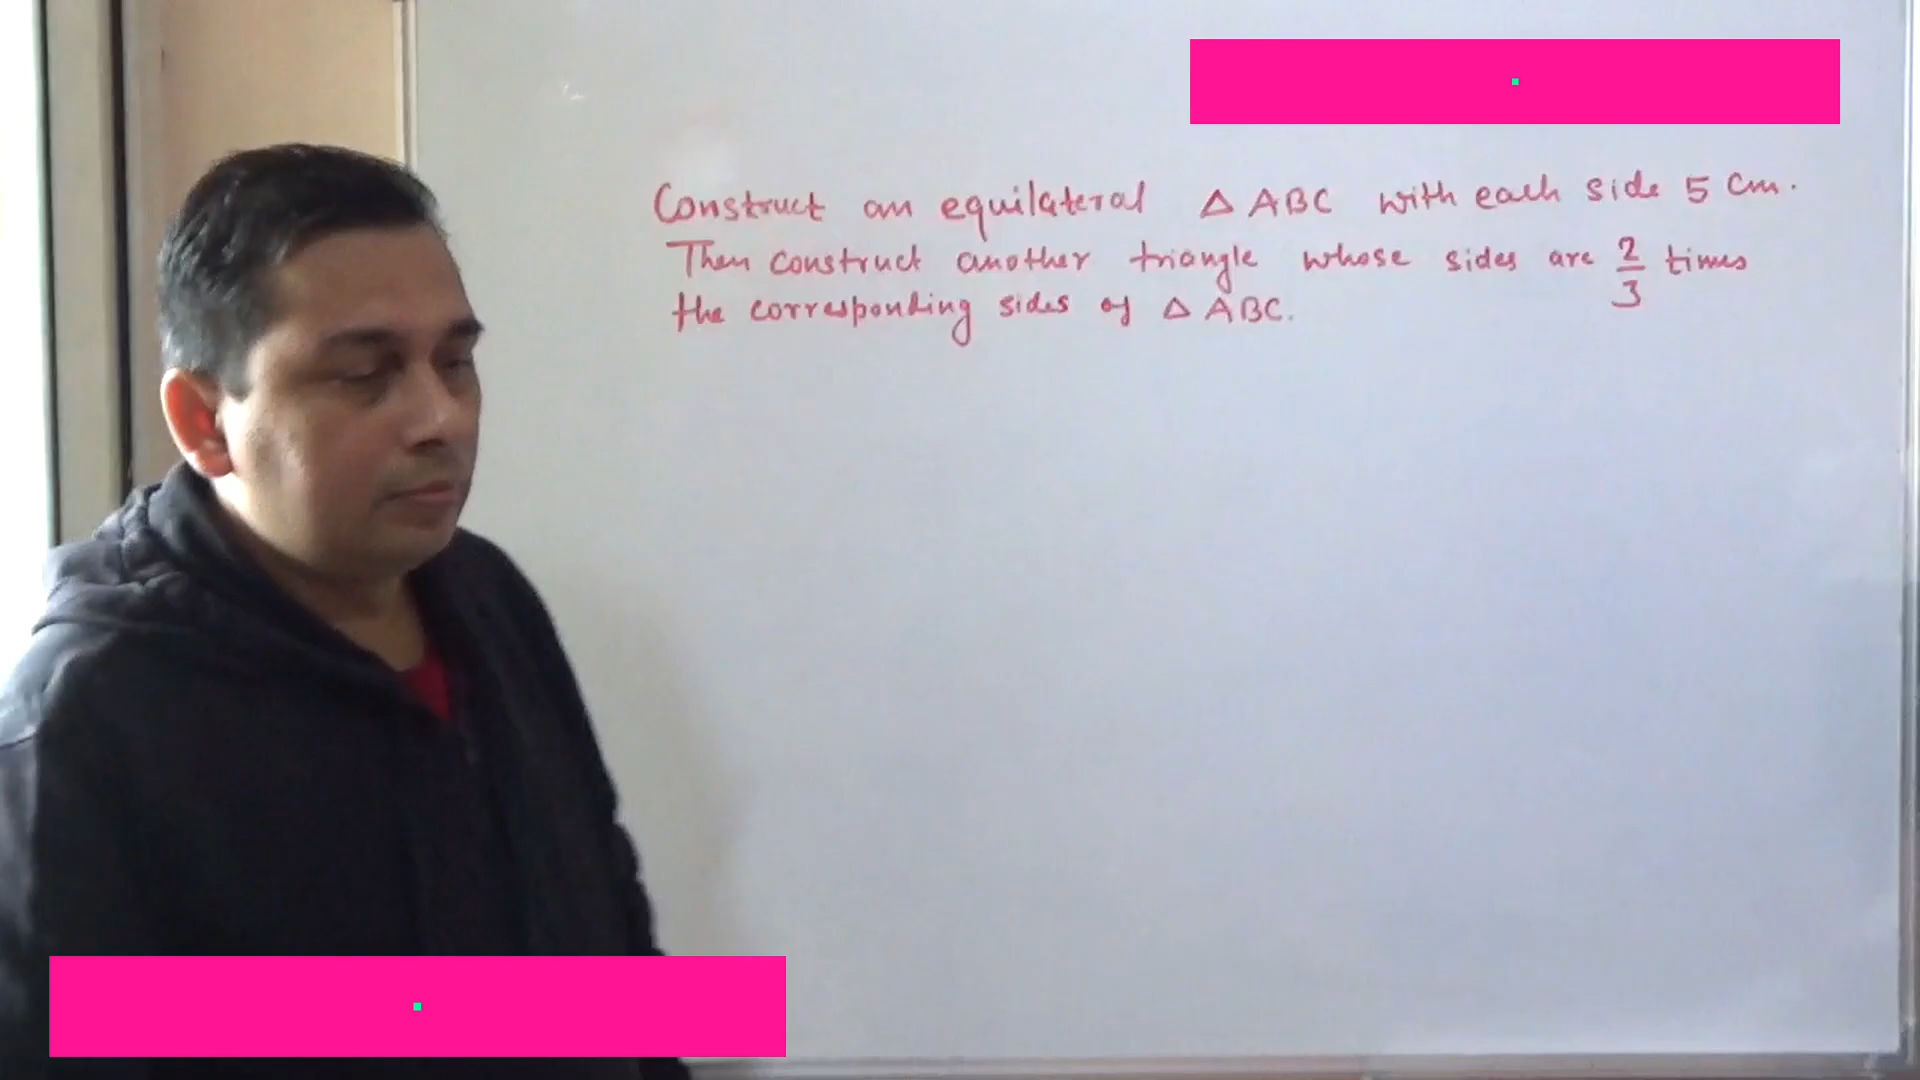 Construct an equilateral △ ABC with each side 5 cm.
Then construct another triangle whose sides are 2/3 times
the corresponding sides of △ ABC.